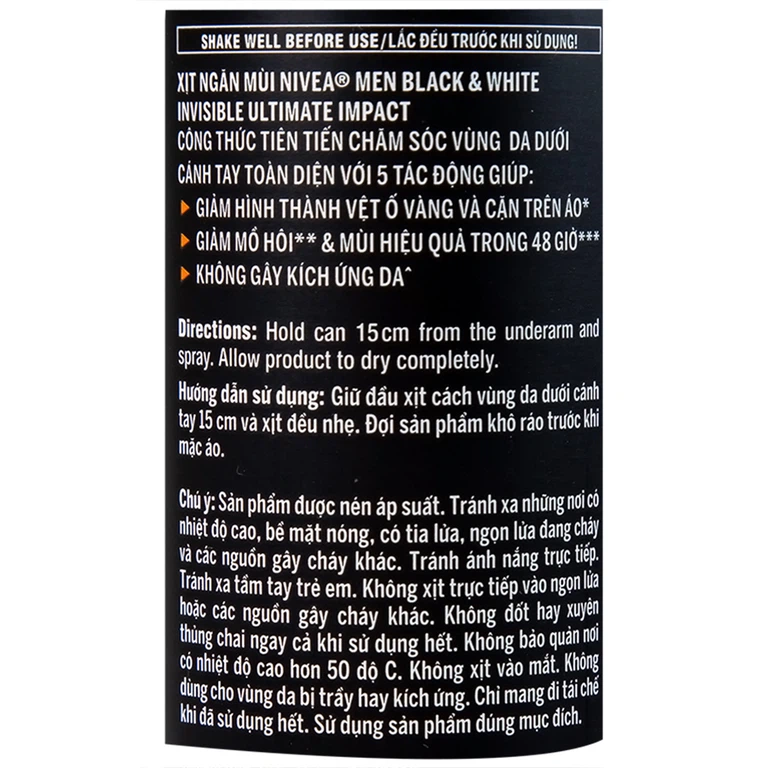 SHAKE WELL BEFORE USE/LẮC ĐỀU TRƯỚC KHI SỬ DỤNG!
XỊT NGĂN MÙI NIVEA® MEN BLACK & WHITE
INVISIBLE ULTIMATE IMPACT
CÔNG THỨC TIÊN TIẾN CHĂM SÓC VÙNG DA DƯỚI
CÁNH TAY TOÀN DIỆN VỚI 5 TÁC ĐỘNG GIÚP:
GIẢM HÌNH THÀNH VỆT Ố VÀNG VÀ CẶN TRÊN ÁO*
GIẢM MỒ HÔI** & MÙI HIỆU QUẢ TRONG 48 GIỜ***
KHÔNG GÂY KÍCH ỨNG DA^
Directions: Hold can 15cm from the underarm and
spray. Allow product to dry completely.
Hướng dẫn sử dụng: Giữ đầu xịt cách vùng da dưới cánh
tay 15 cm và xịt đều nhẹ. Đợi sản phẩm khô ráo trước khi
mặc áo.
Chú ý: Sản phẩm được nén áp suất. Tránh xa những nơi có
nhiệt độ cao, bề mặt nóng, có tia lửa, ngọn lửa đang cháy
và các nguồn gây cháy khác. Tránh ánh nắng trực tiếp.
Tránh xa tầm tay trẻ em. Không xịt trực tiếp vào ngọn lửa
hoặc các nguồn gây cháy khác. Không đốt hay xuyên
thủng chai ngay cả khi sử dụng hết. Không bảo quản nơi
có nhiệt độ cao hơn 50 độ C. Không xịt vào mắt. Không
dùng cho vùng da bị trầy hay kích ứng. Chỉ mang đi tái chế
khi đã sử dụng hết. Sử dụng sản phẩm đúng mục đích.